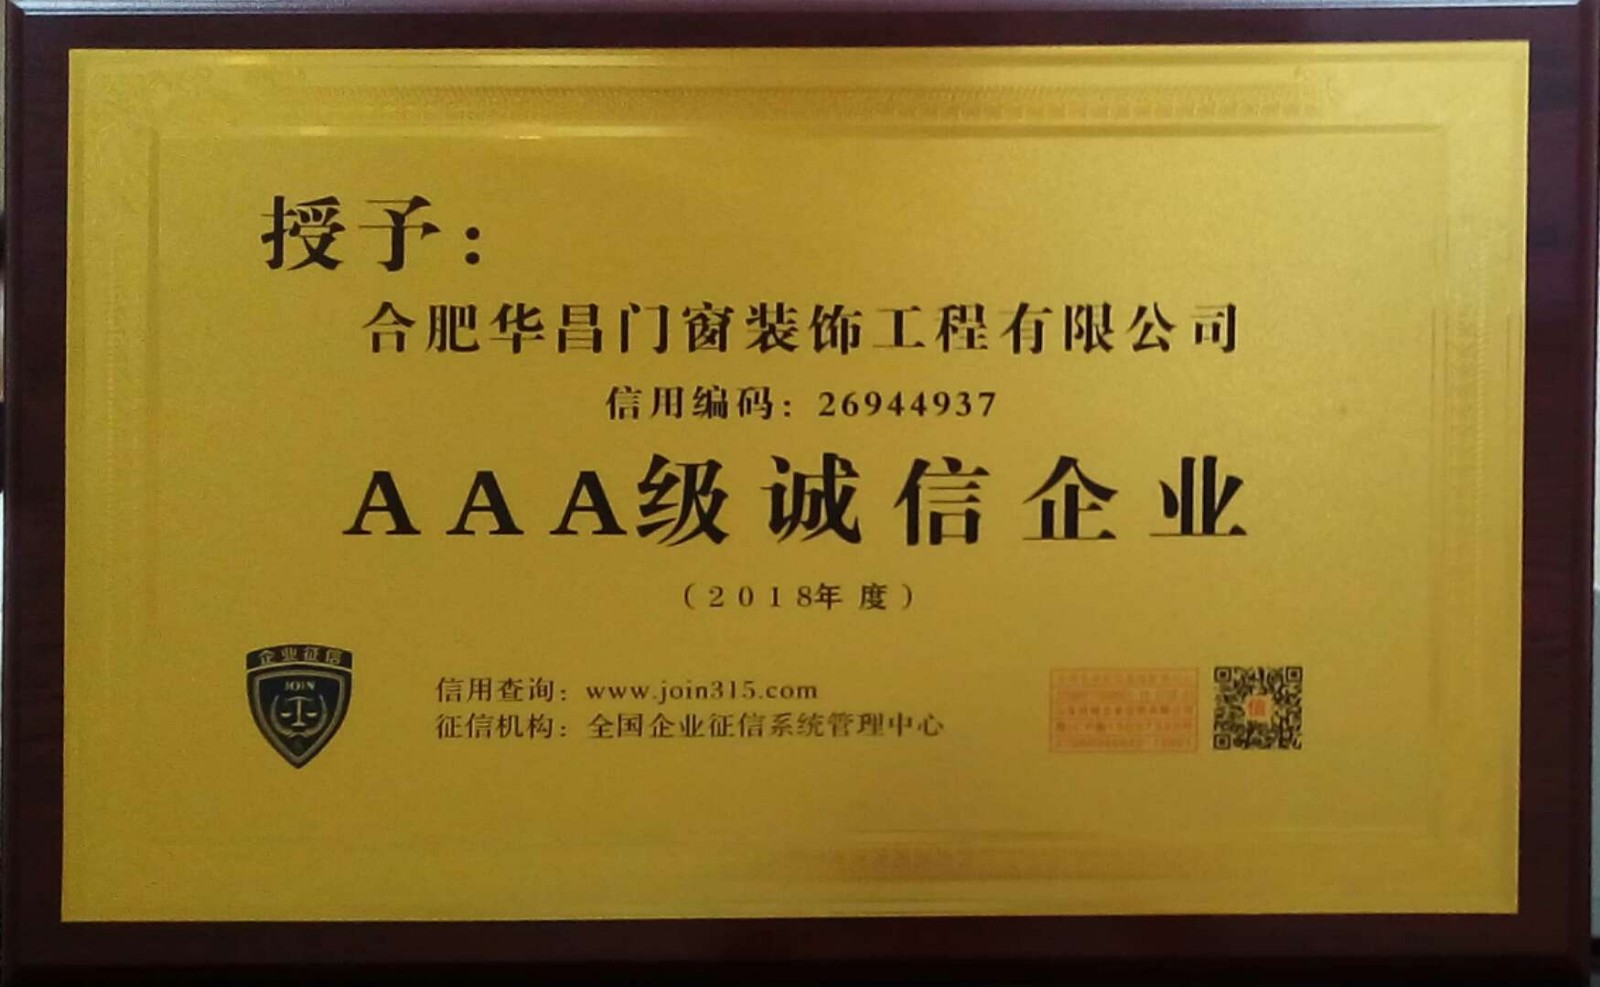 授予：
合肥华昌门窗装饰工程有限公司
信用编码：26944937
AAA级诚信企业
（2018年度）
企业征信
JOIN
信用查询：www.join315.com
征信机构：全国企业征信系统管理中心
信